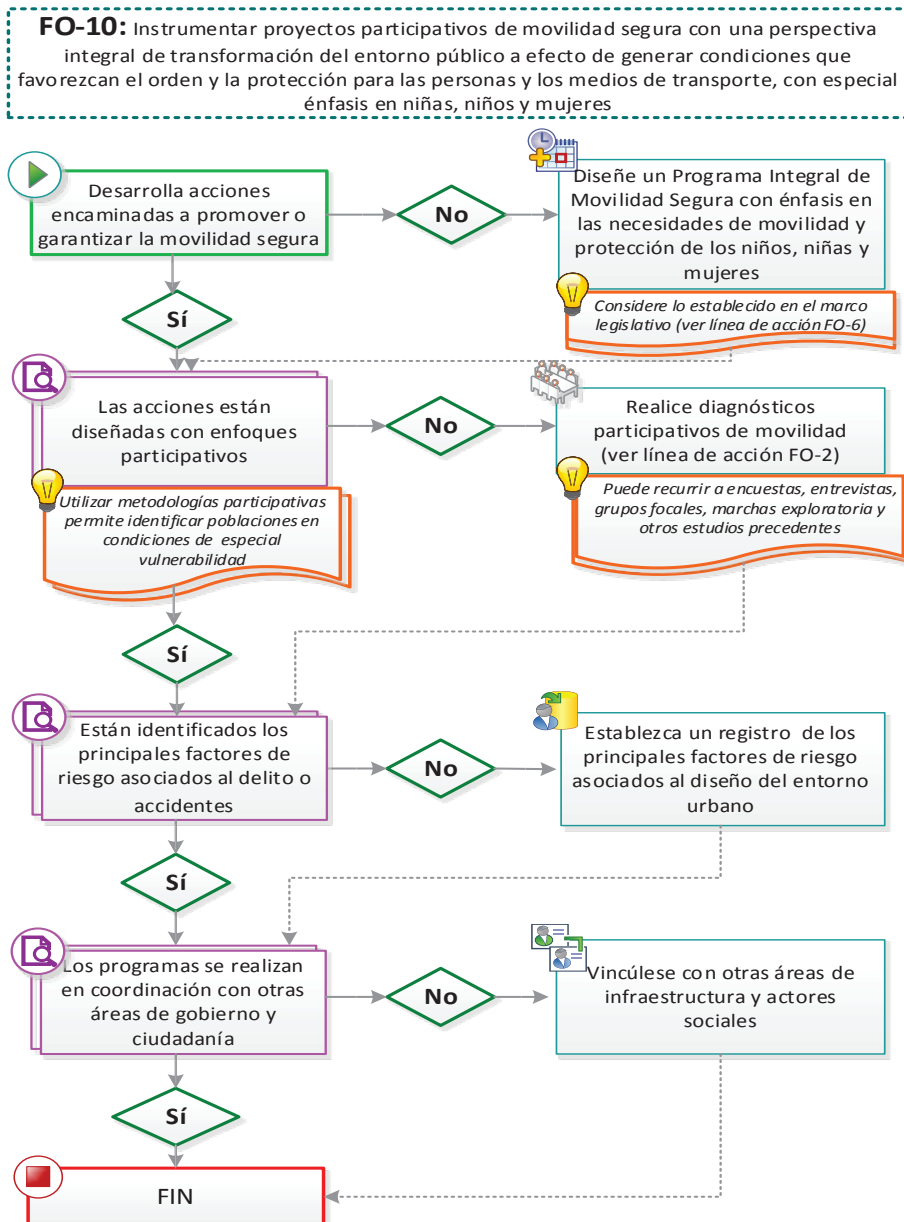 FO-10: Instrumentar proyectos participativos de movilidad segura con una perspectiva
integral de transformación del entorno público a efecto de generar condiciones que
favorezcan el orden y la protección para las personas y los medios de transporte, con especial
énfasis en niñas, niños y mujeres
Desarrolla acciones
encaminadas a promover o
garantizar la movilidad segura
No
Diseñe un Programa Integral de
Movilidad Segura con énfasis en
las necesidades de movilidad y
protección de los niños, niñas y
mujeres
Considere lo establecido en el marco
legislativo (ver línea de acción FO-6)
Sí
Las acciones están
diseñadas con enfoques
participativos
No
Realice diagnósticos
participativos de movilidad
(ver línea de acción FO-2)
Utilizar metodologías participativas
permite identificar poblaciones en
condiciones de especial
vulnerabilidad
Puede recurrir a encuestas, entrevistas,
grupos focales, marchas exploratoria y
otros estudios precedentes
Sí
Están identificados los
principales factores de
riesgo asociados al delito o
accidentes
No
Establezca un registro de los
principales factores de riesgo
asociados al diseño del entorno
urbano
Sí
Los programas se realizan
en coordinación con otras
áreas de gobierno y
ciudadanía
No
Vincúlese con otras áreas de
infraestructura y actores
sociales
Sí
FIN